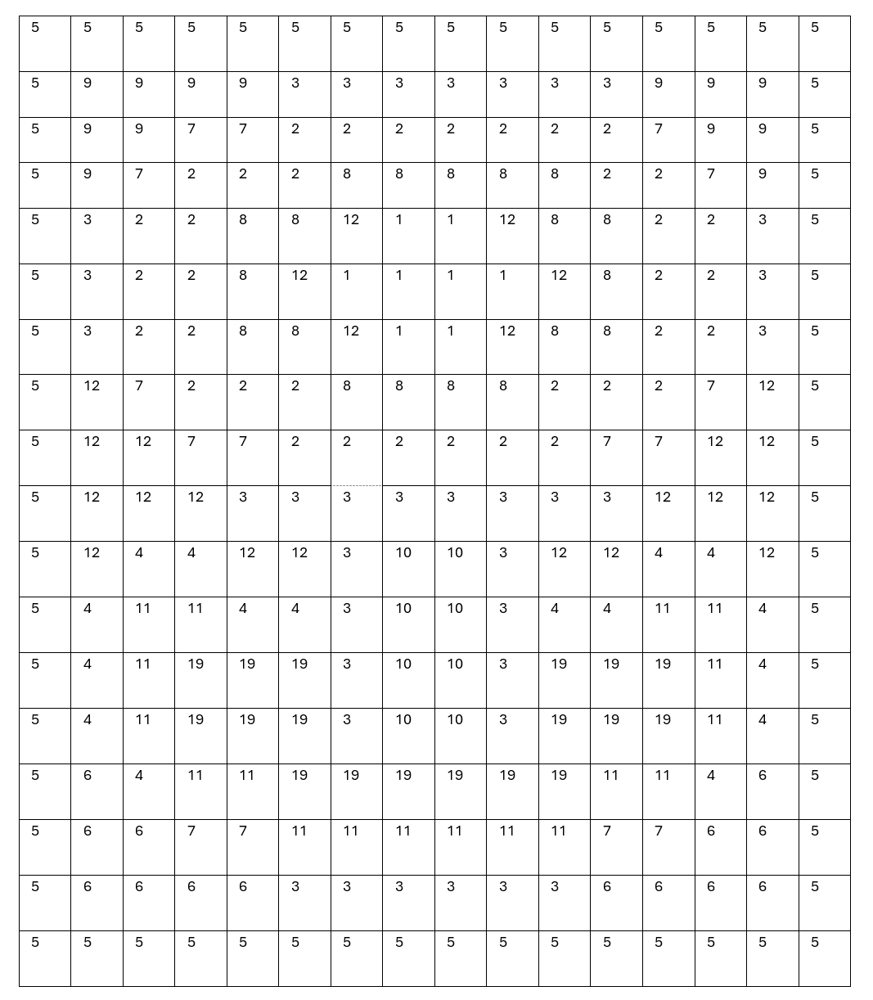 5 5 5 5 5 5 5 5 5 5 5 5 5 5 5 5
5 9 9 9 9 3 3 3 3 3 3 3 9 9 9 5
5 9 9 7 7 2 2 2 2 2 2 2 7 9 9 5
5 9 7 2 2 2 8 8 8 8 8 2 2 7 9 5
5 3 2 2 8 8 12 1 1 12 8 8 2 2 3 5
5 3 2 2 8 12 1 1 1 1 12 8 2 2 3 5
5 3 2 2 8 8 12 1 1 12 8 8 2 2 3 5
5 12 7 2 2 2 8 8 8 8 2 2 2 7 12 5
5 12 12 7 7 2 2 2 2 2 2 7 7 12 12 5
5 12 12 12 3 3 3 3 3 3 3 3 12 12 12 5
5 12 4 4 12 12 3 10 10 3 12 12 4 4 12 5
5 4 11 11 4 4 3 10 10 3 4 4 11 11 4 5
5 4 11 19 19 19 3 10 10 3 19 19 19 11 4 5
5 4 11 19 19 19 3 10 10 3 19 19 19 11 4 5
5 6 4 11 11 19 19 19 19 19 19 11 11 4 6 5
5 6 6 7 7 11 11 11 11 11 11 7 7 6 6 5
5 6 6 6 6 3 3 3 3 3 3 6 6 6 6 5
5 5 5 5 5 5 5 5 5 5 5 5 5 5 5 5